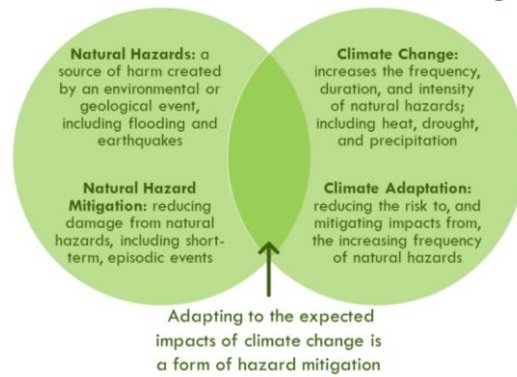 Natural Hazards: a
source of harm created
by an environmental or
geological event,
including flooding and
earthquakes
Natural Hazard
Mitigation: reducing
damage from natural
hazards, including short-
term, episodic events
Climate Change:
increases the frequency,
duration, and intensity
of natural hazards;
including heat, drought,
and precipitation
Climate Adaptation:
reducing the risk to, and
mitigating impacts from,
the increasing frequency
of natural hazards
Adapting to the expected
impacts of climate change is
a form of hazard mitigation